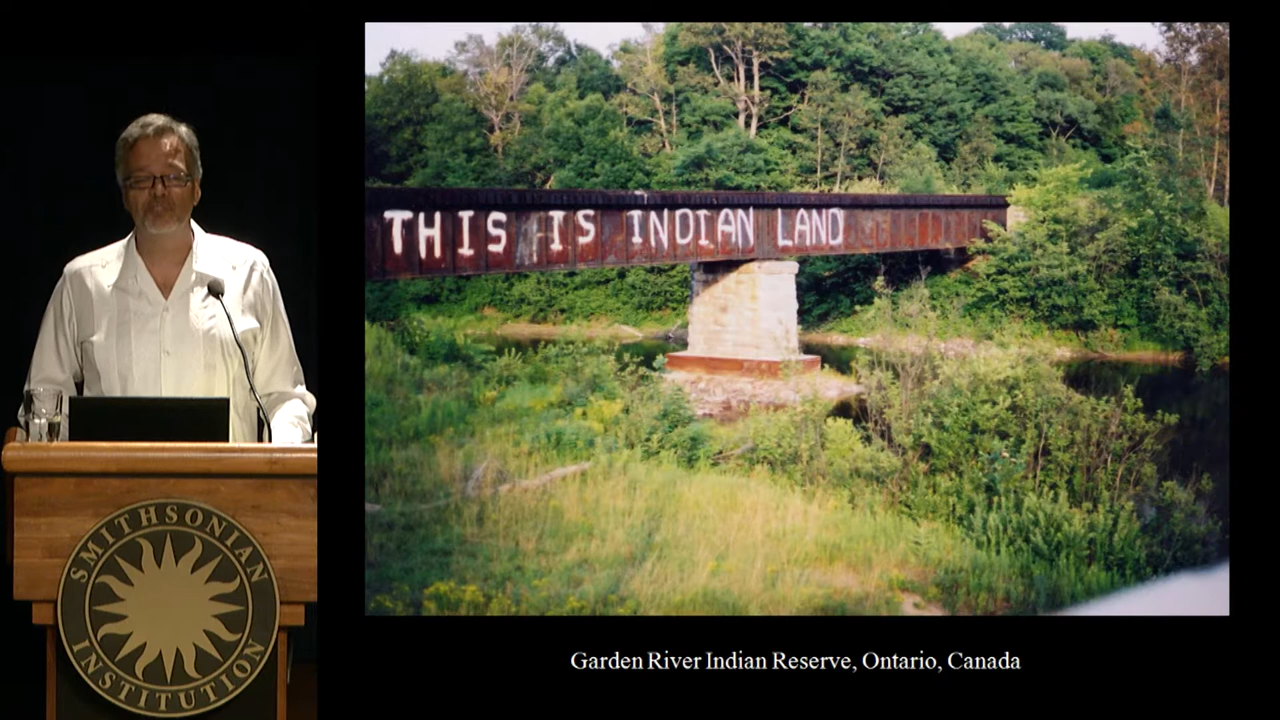 THIS IS INDIAN LAND
SMITHSONIAN
INSTITUTION
Garden River Indian Reserve, Ontario, Canada